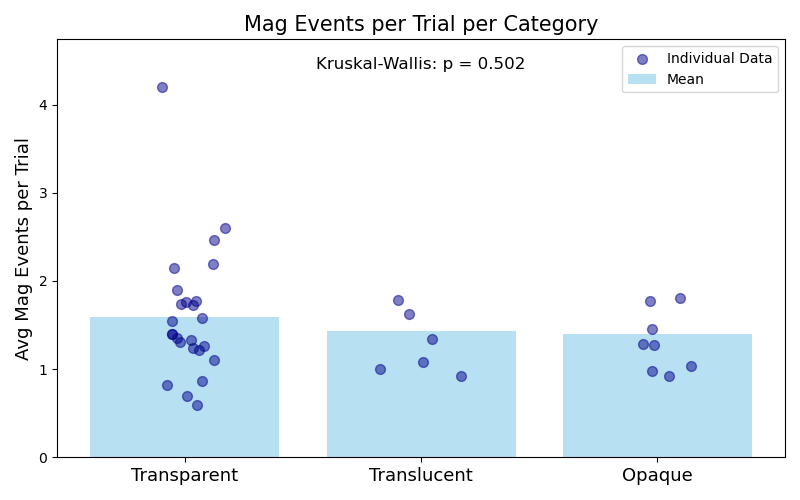 Mag Events per Trial per Category
Kruskal-Wallis: p = 0.502
Individual Data
Mean
Avg Mag Events per Trial
4
3
2
1
0
Transparent
Translucent
Opaque